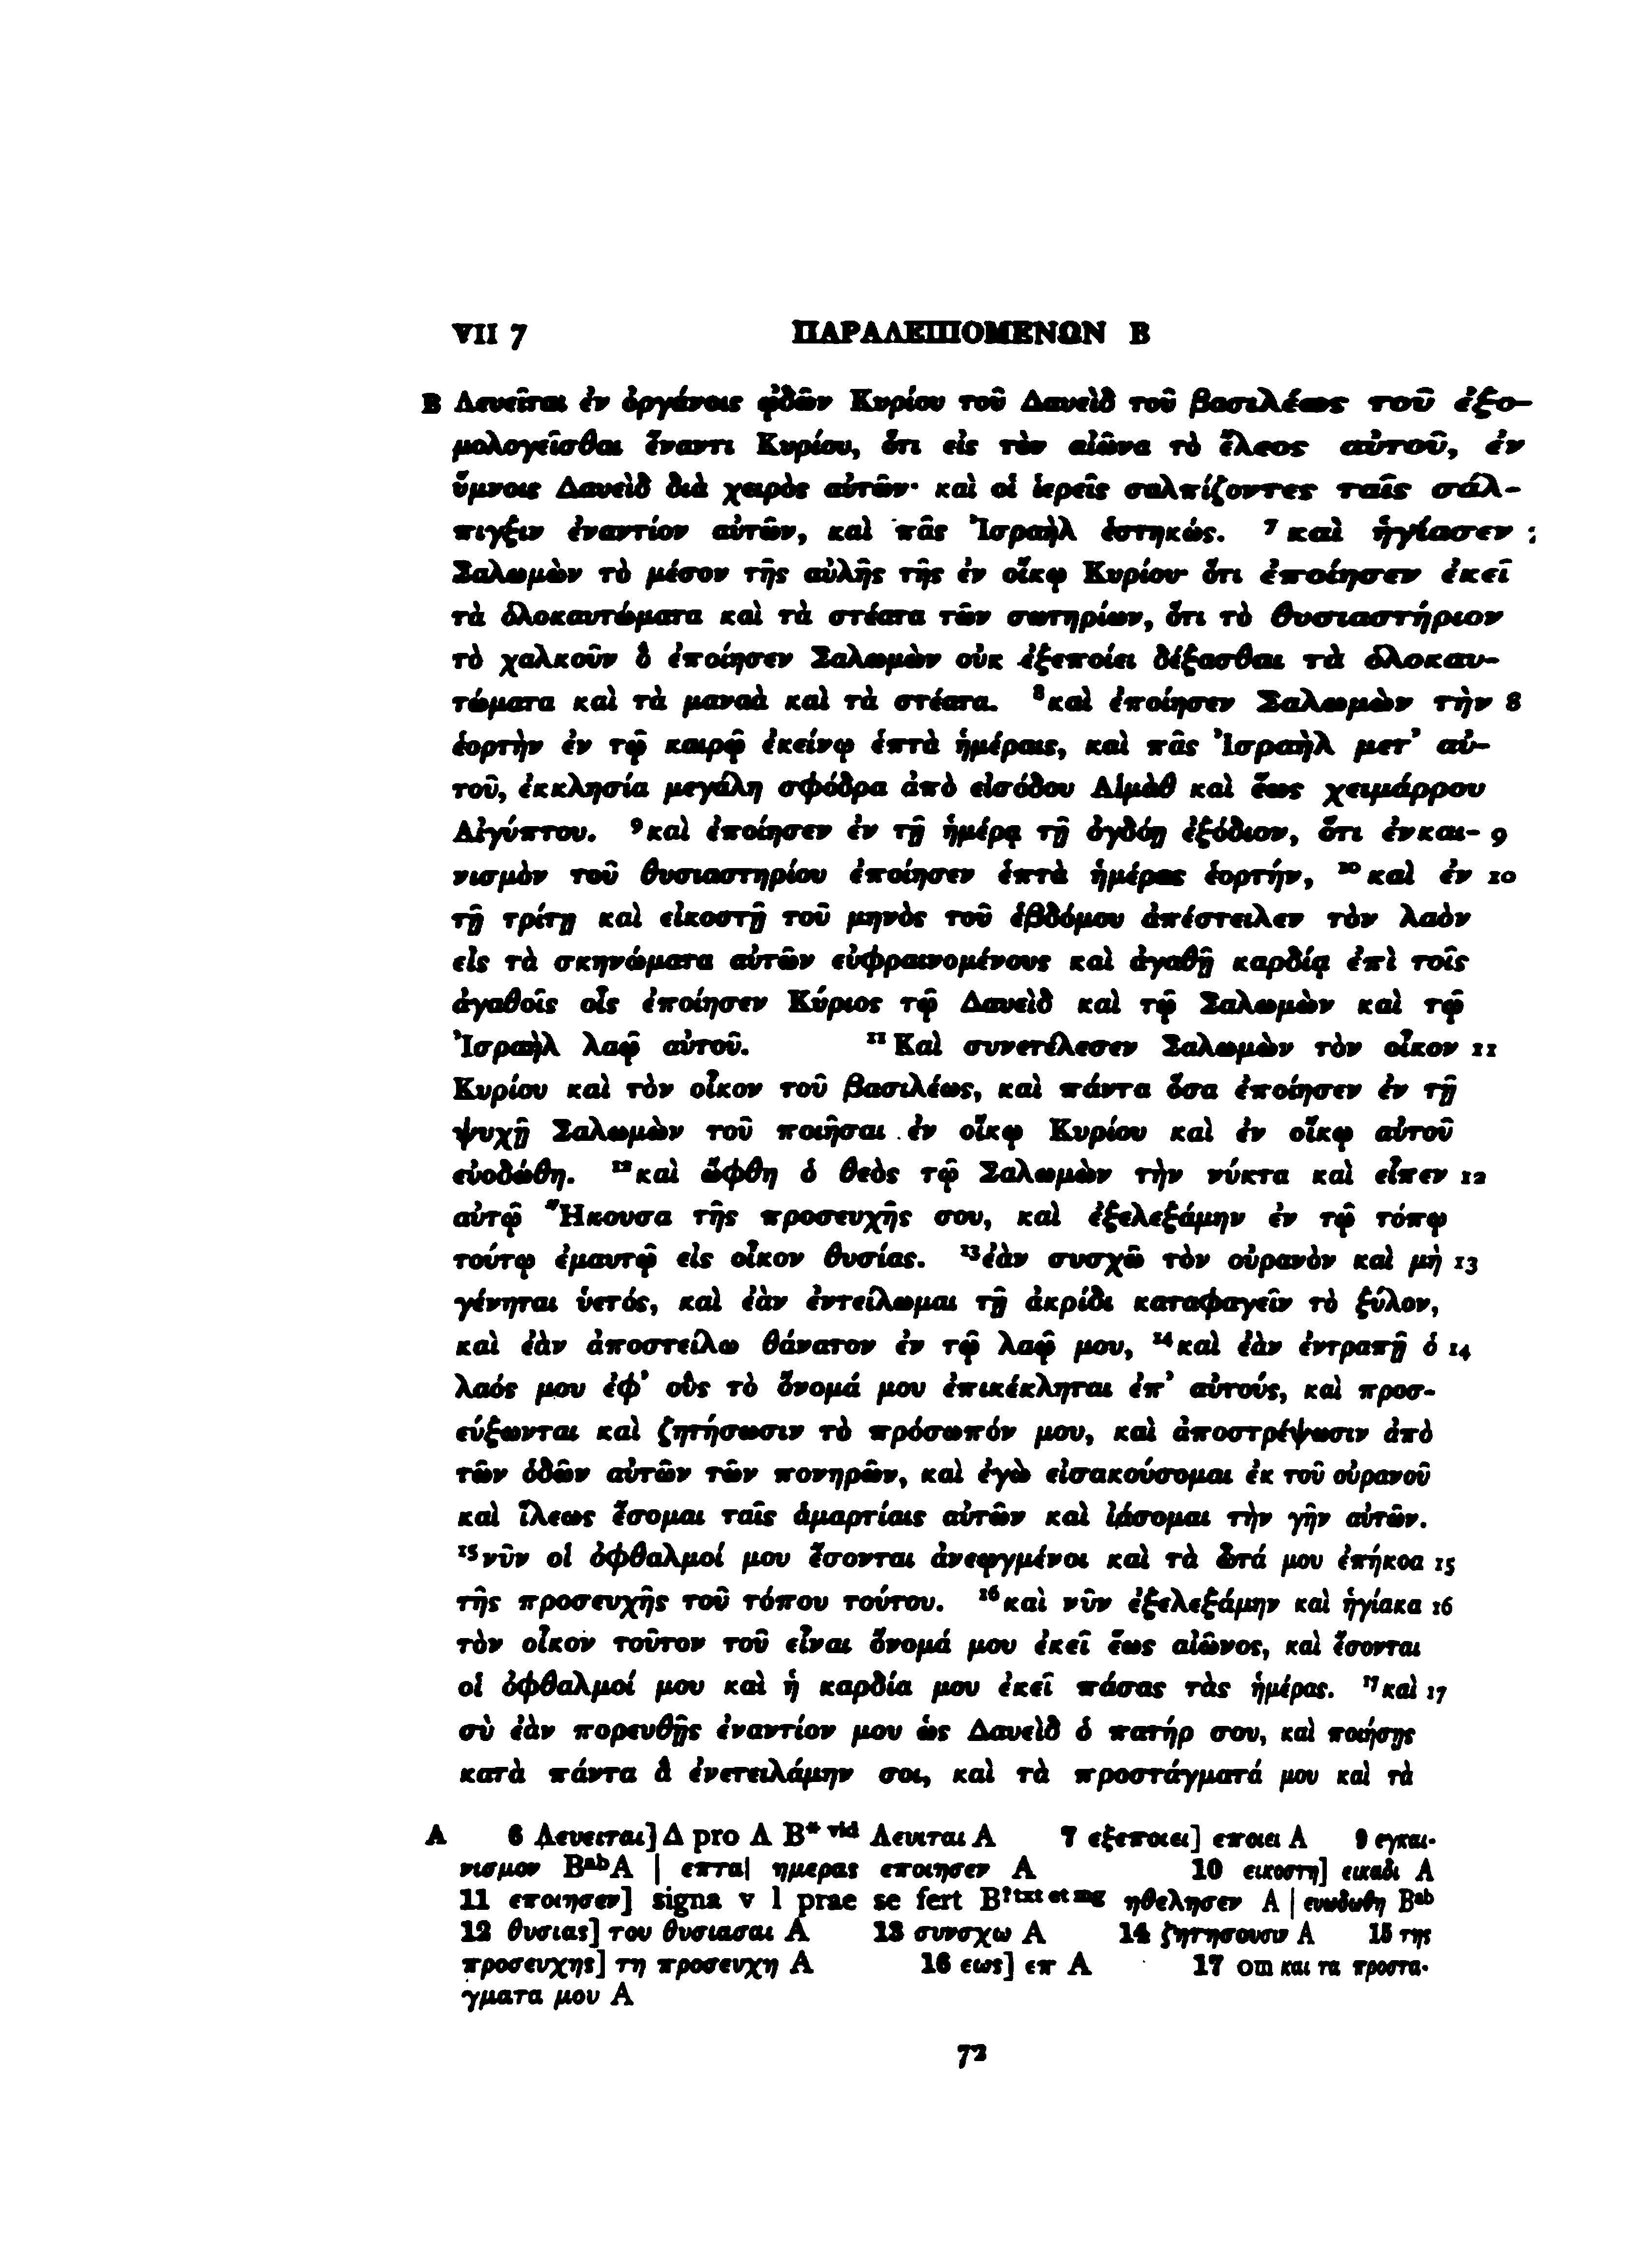 VII 7 ΠΑΡΑΛΕΙΠΟΜΕΝΩΝ Β
B Λευεῖται ἐν ὀργάνοις ᾠδῶν Κυρίου τοῦ Δαυεὶδ τοῦ βασιλέως τοῦ ἐξο-
μολογεῖσθαι ἔναντι Κυρίου, ὅτι εἰς τὸν αἰῶνα τὸ ἔλεος αὐτοῦ, ἐν
ὕμνοις Δαυεὶδ διὰ χειρὸς αὐτῶν· καὶ οἱ ἱερεῖς σαλπίζοντες ταῖς σάλ-
πιγξιν ἐναντίον αὐτῶν, καὶ πᾶς Ἰσραὴλ ἑστηκώς. ⁷καὶ ἡγίασεν 7
Σαλωμὼν τὸ μέσον τῆς αὐλῆς τῆς ἐν οἴκῳ Κυρίου· ὅτι ἐποίησεν ἐκεῖ
τὰ ὁλοκαυτώματα καὶ τὰ στέατα τῶν σωτηρίων, ὅτι τὸ θυσιαστήριον
τὸ χαλκοῦν ὃ ἐποίησεν Σαλωμὼν οὐκ ἐξεποίει δέξασθαι τὰ ὁλοκαυ-
τώματα καὶ τὰ μαναὰ καὶ τὰ στέατα. ⁸καὶ ἐποίησεν Σαλωμὼν τὴν 8
ἑορτὴν ἐν τῷ καιρῷ ἐκείνῳ ἑπτὰ ἡμέραις, καὶ πᾶς Ἰσραὴλ μετ’ αὐ-
τοῦ, ἐκκλησία μεγάλη σφόδρα ἀπὸ εἰσόδου Αἱμὰθ καὶ ἕως χειμάρρου
Αἰγύπτου. ⁹καὶ ἐποίησεν ἐν τῇ ἡμέρᾳ τῇ ὀγδόῃ ἐξόδιον, ὅτι ἐνκαι- 9
νισμὸν τοῦ θυσιαστηρίου ἐποίησεν ἑπτὰ ἡμέρας ἑορτήν, ¹⁰καὶ ἐν 10
τῇ τρίτῃ καὶ εἰκοστῇ τοῦ μηνὸς τοῦ ἑβδόμου ἀπέστειλεν τὸν λαὸν
εἰς τὰ σκηνώματα αὐτῶν εὐφραινομένους καὶ ἀγαθῇ καρδίᾳ ἐπὶ τοῖς
ἀγαθοῖς οἷς ἐποίησεν Κύριος τῷ Δαυεὶδ καὶ τῷ Σαλωμὼν καὶ τῷ
Ἰσραὴλ λαῷ αὐτοῦ. ¹¹Καὶ συνετέλεσεν Σαλωμὼν τὸν οἶκον 11
Κυρίου καὶ τὸν οἶκον τοῦ βασιλέως, καὶ πάντα ὅσα ἐποίησεν ἐν τῇ
ψυχῇ Σαλωμὼν τοῦ ποιῆσαι ἐν οἴκῳ Κυρίου καὶ ἐν οἴκῳ αὐτοῦ
εὐοδώθη. ¹²καὶ ὤφθη ὁ θεὸς τῷ Σαλωμὼν τὴν νύκτα καὶ εἶπεν 12
αὐτῷ Ἤκουσα τῆς προσευχῆς σου, καὶ ἐξελεξάμην ἐν τῷ τόπῳ
τούτῳ ἐμαυτῷ εἰς οἶκον θυσίας. ¹³ἐὰν συσχῶ τὸν οὐρανὸν καὶ μὴ 13
γένηται ὑετός, καὶ ἐὰν ἐντείλωμαι τῇ ἀκρίδι καταφαγεῖν τὸ ξύλον,
καὶ ἐὰν ἀποστείλω θάνατον ἐν τῷ λαῷ μου, ¹⁴καὶ ἐὰν ἐντραπῇ ὁ 14
λαός μου ἐφ’ οὓς τὸ ὄνομά μου ἐπικέκληται ἐπ’ αὐτούς, καὶ προσ-
εύξωνται καὶ ζητήσωσιν τὸ πρόσωπόν μου, καὶ ἀποστρέψωσιν ἀπὸ
τῶν ὁδῶν αὐτῶν τῶν πονηρῶν, καὶ ἐγὼ εἰσακούσομαι ἐκ τοῦ οὐρανοῦ
καὶ ἵλεως ἔσομαι ταῖς ἁμαρτίαις αὐτῶν καὶ ἰάσομαι τὴν γῆν αὐτῶν.
¹⁵νῦν οἱ ὀφθαλμοί μου ἔσονται ἀνεῳγμένοι καὶ τὰ ὦτά μου ἐπήκοα 15
τῆς προσευχῆς τοῦ τόπου τούτου. ¹⁶καὶ νῦν ἐξελεξάμην καὶ ἡγίακα 16
τὸν οἶκον τοῦτον τοῦ εἶναι ὄνομά μου ἐκεῖ ἕως αἰῶνος, καὶ ἔσονται
οἱ ὀφθαλμοί μου καὶ ἡ καρδία μου ἐκεῖ πάσας τὰς ἡμέρας. ¹⁷καὶ 17
σὺ ἐὰν πορευθῇς ἐναντίον μου ὡς Δαυεὶδ ὁ πατήρ σου, καὶ ποιήσῃς
κατὰ πάντα ἃ ἐνετειλάμην σοι, καὶ τὰ προστάγματά μου καὶ τὰ
A 6 Λευειται] Δ pro Λ B* vid Λευιται A 7 εξεποιει] εποιει A 9 εγκαι-
νισμον BabA | επτα| ημερας εποιησεν A 10 εικοστη] εικαδι A
11 εποιησεν] signa v l prae se fert B? txt et mg ηθελησεν A | ευωδωθη Bab
12 θυσιας] του θυσιασαι A 13 συνσχω A 14 ζητησουσιν A 15 της
προσευχης] τη προσευχη A 16 εως] επ A 17 om και τα προστα-
γματα μου A
72